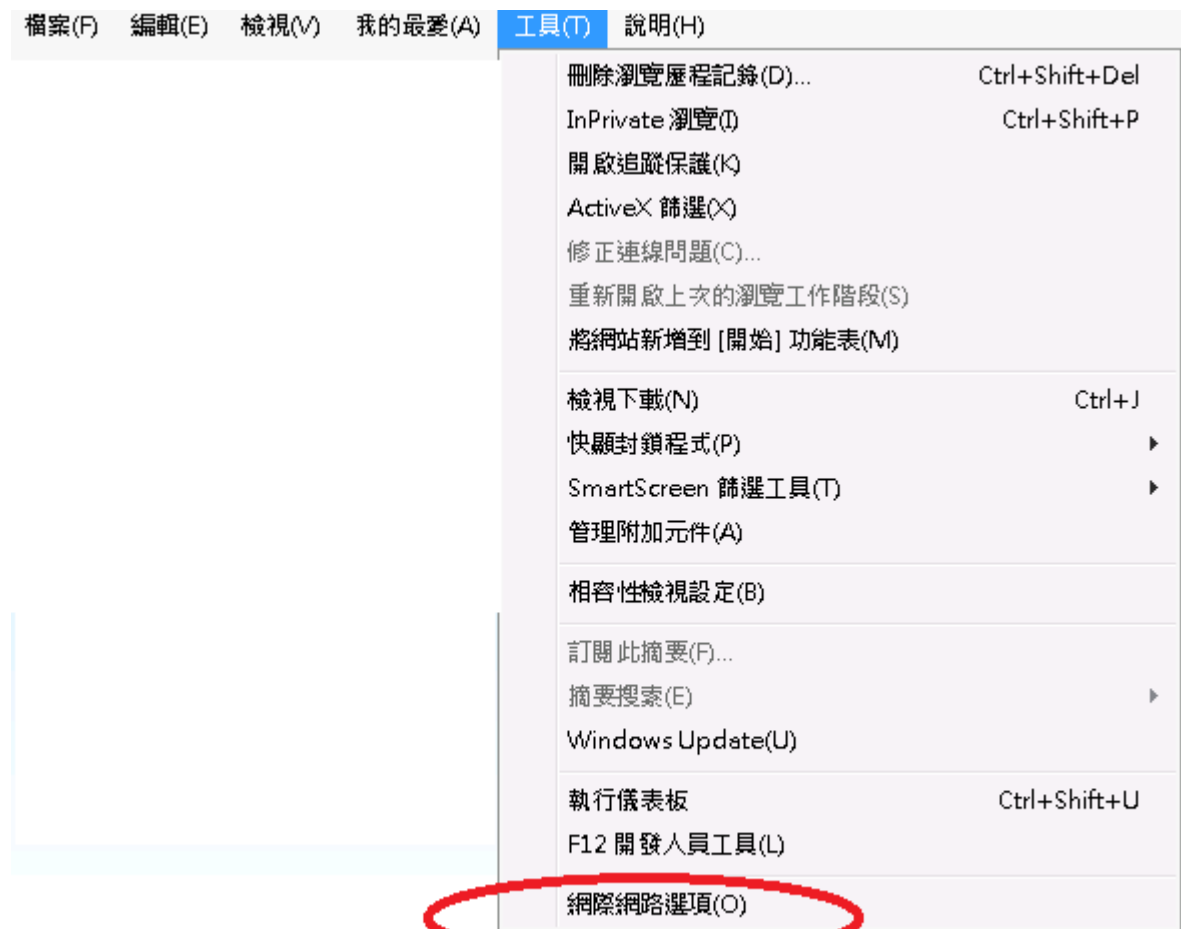 檔案(F) 編輯(E) 檢視(V) 我的最愛(A) 工具(T) 說明(H)
刪除瀏覽歷程記錄(D)... Ctrl+Shift+Del
InPrivate 瀏覽(I) Ctrl+Shift+P
開啟追蹤保護(K)
ActiveX 篩選(X)
修正連線問題(C)...
重新開啟上次的瀏覽工作階段(S)
將網站新增到 [開始] 功能表(M)
檢視下載(N) Ctrl+J
快顯封鎖程式(P)
SmartScreen 篩選工具(T)
管理附加元件(A)
相容性檢視設定(B)
訂閱此摘要(F)...
摘要搜索(E)
Windows Update(U)
執行儀表板 Ctrl+Shift+U
F12 開發人員工具(L)
網際網路選項(O)